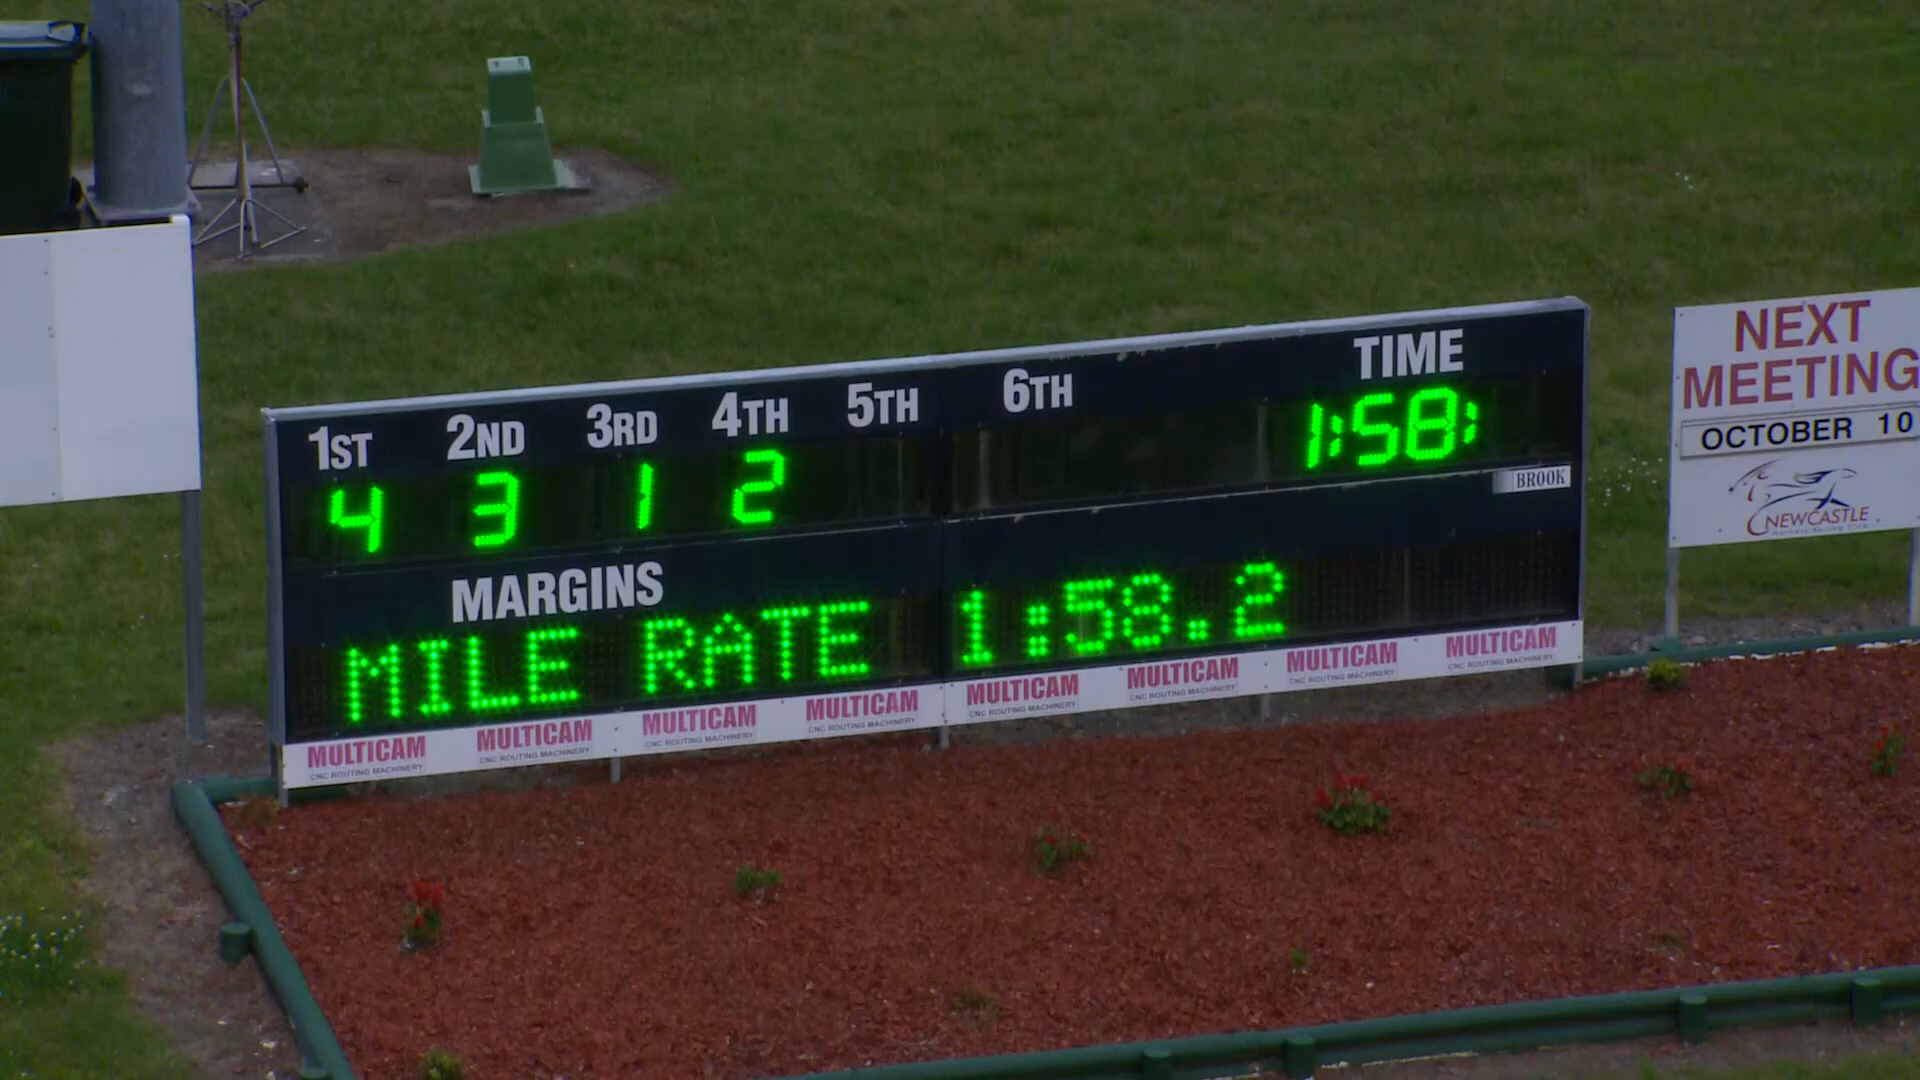 1ST 2ND 3RD 4TH 5TH 6TH TIME
4 3 1 2 1:58:
BROOK
MARGINS
MILE RATE 1:58.2
MULTICAM MULTICAM MULTICAM MULTICAM MULTICAM MULTICAM MULTICAM MULTICAM
CNC ROUTING MACHINERY CNC ROUTING MACHINERY CNC ROUTING MACHINERY CNC ROUTING MACHINERY CNC ROUTING MACHINERY CNC ROUTING MACHINERY CNC ROUTING MACHINERY CNC ROUTING MACHINERY
NEXT
MEETING
OCTOBER 10
NEWCASTLE